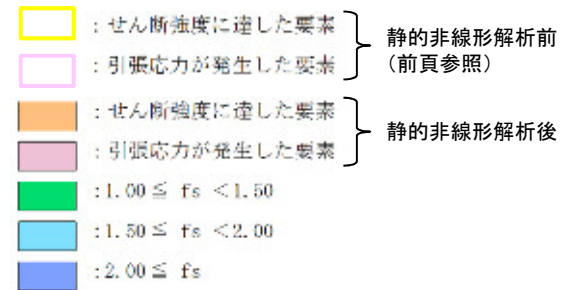 ：せん断強度に達した要素
：引張応力が発生した要素
静的非線形解析前
（前頁参照）
：せん断強度に達した要素
：引張応力が発生した要素
静的非線形解析後
：1.00≦ fs ＜1.50
：1.50≦ fs ＜2.00
：2.00≦ fs